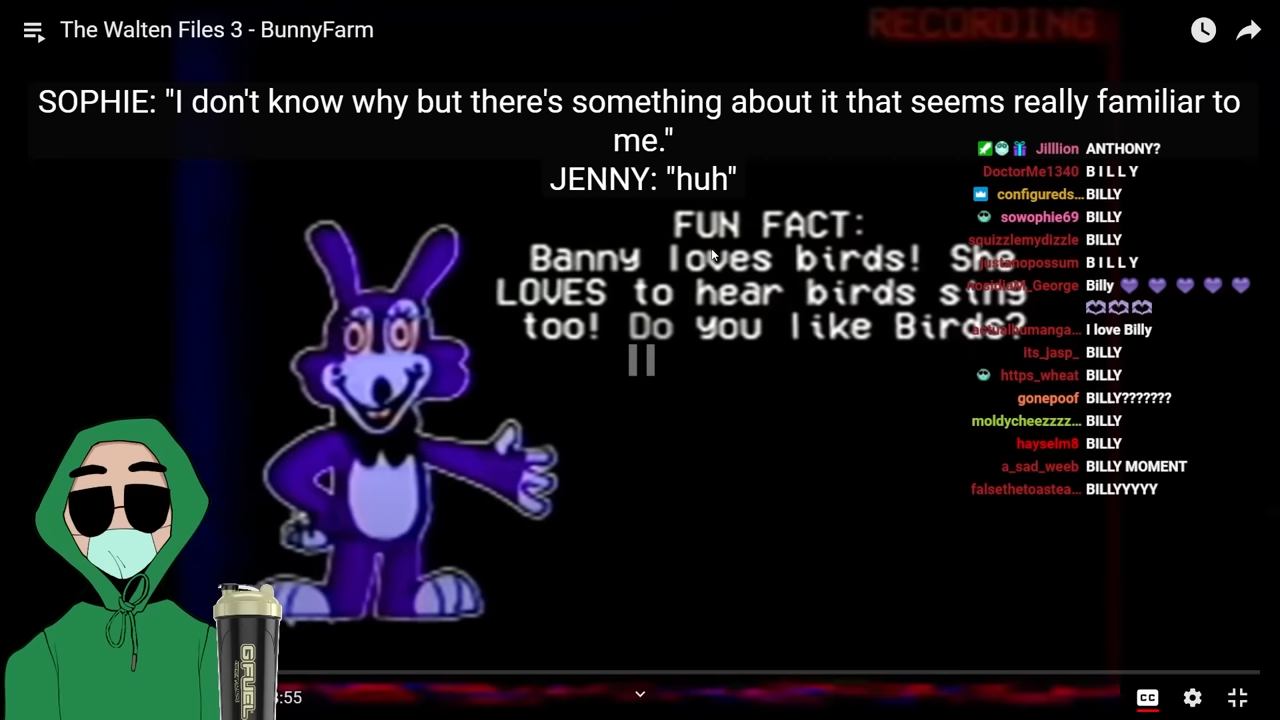 The Walten Files 3 - BunnyFarm
RECORDING
SOPHIE: "I don't know why but there's something about it that seems really familiar to
me."
JENNY: "huh"
FUN FACT:
Banny loves birds! She
LOVES to hear birds sing
too! Do you like Birds?
Jilllion ANTHONY?
DoctorMe1340 B I L L Y
configureds... BILLY
sowophie69 BILLY
squizzlemydizzle BILLY
B I L L Y
Billy
I love Billy
its_jasp_ BILLY
https_wheat BILLY
gonepoof BILLY???????
moldycheezzzz... BILLY
hayselm8 BILLY
a_sad_weeb BILLY MOMENT
falsethetoastea... BILLYYYYY
GFUEL
:55
CC